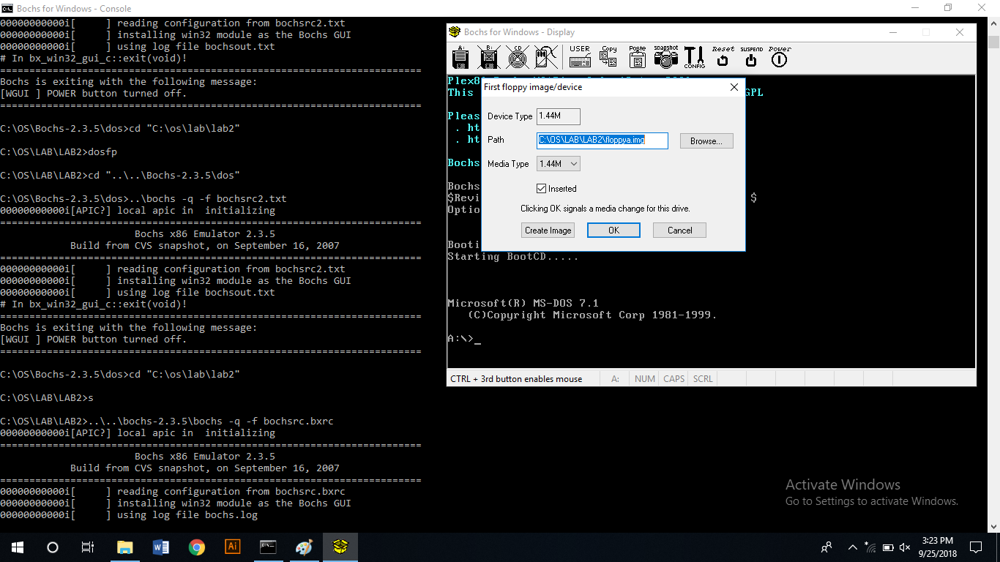 Bochs for Windows - Console
00000000000i[     ] reading configuration from bochsrc2.txt
00000000000i[     ] installing win32 module as the Bochs GUI
00000000000i[     ] using log file bochsout.txt
# In bx_win32_gui_c::exit(void)!
========================================================================
Bochs is exiting with the following message:
[WGUI ] POWER button turned off.
========================================================================
C:\OS\Bochs-2.3.5\dos>cd "C:\os\lab\lab2"
C:\OS\LAB\LAB2>dosfp
C:\OS\LAB\LAB2>cd "..\..\Bochs-2.3.5\dos"
C:\OS\Bochs-2.3.5\dos>..\bochs -q -f bochsrc2.txt
00000000000i[APIC?] local apic in  initializing
========================================================================
Bochs x86 Emulator 2.3.5
Build from CVS snapshot, on September 16, 2007
========================================================================
00000000000i[     ] reading configuration from bochsrc2.txt
00000000000i[     ] installing win32 module as the Bochs GUI
00000000000i[     ] using log file bochsout.txt
# In bx_win32_gui_c::exit(void)!
========================================================================
Bochs is exiting with the following message:
[WGUI ] POWER button turned off.
========================================================================
C:\OS\Bochs-2.3.5\dos>cd "C:\os\lab\lab2"
C:\OS\LAB\LAB2>s
C:\OS\LAB\LAB2>..\..\bochs-2.3.5\bochs -q -f bochsrc.bxrc
00000000000i[APIC?] local apic in  initializing
========================================================================
Bochs x86 Emulator 2.3.5
Build from CVS snapshot, on September 16, 2007
========================================================================
00000000000i[     ] reading configuration from bochsrc.bxrc
00000000000i[     ] installing win32 module as the Bochs GUI
00000000000i[     ] using log file bochs.log
Bochs for Windows - Display
A: B: CD USER Copy Paste snapshot CONFIG Reset SUSPEND Power
Plex8
This GPL
Pleas
. ht
. ht
Bochs
Bochs
$Revi $
Optio
Booti
Starting BootCD.....
Microsoft(R) MS-DOS 7.1
(C)Copyright Microsoft Corp 1981-1999.
A:\>_
CTRL + 3rd button enables mouse A: NUM CAPS SCRL
First floppy image/device
Device Type 1.44M
Path C:\OS\LAB\LAB2\floppya.img Browse...
Media Type 1.44M
Inserted
Clicking OK signals a media change for this drive.
Create Image OK Cancel
Activate Windows
Go to Settings to activate Windows.
3:23 PM
9/25/2018